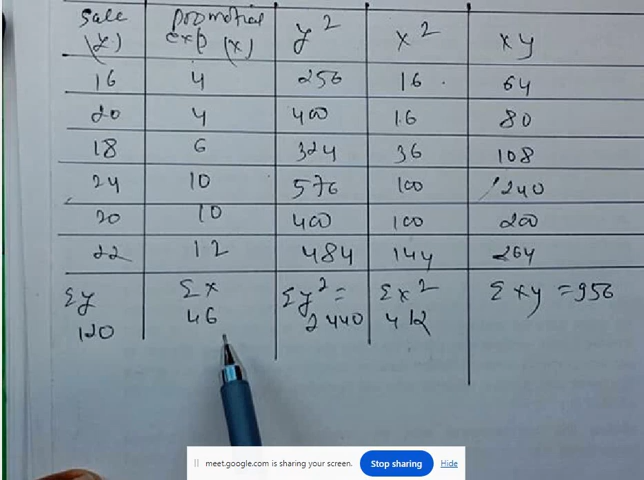 Sale promotional y² x² xy
(y) exp (x)
16 4 256 16 64
20 4 400 16 80
18 6 324 36 108
24 10 576 100 240
20 10 400 100 200
22 12 484 144 264
Σy Σx Σy² = Σx² Σxy = 956
120 46 2440 412
meet.google.com is sharing your screen. Stop sharing Hide